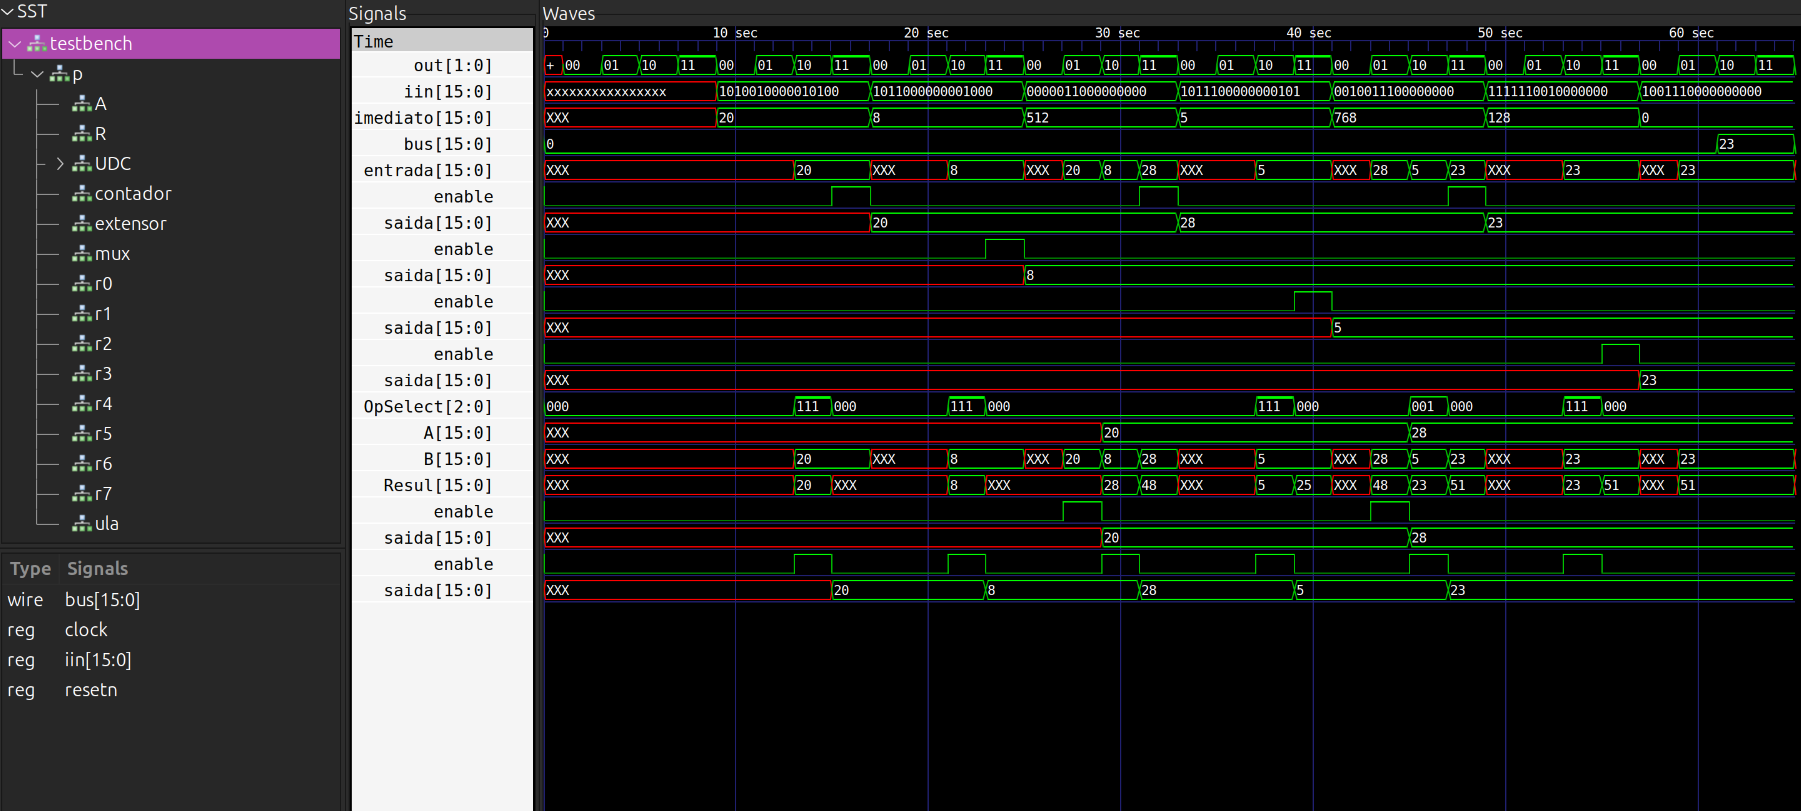 SST
testbench
p
A
R
UDC
contador
extensor
mux
r0
r1
r2
r3
r4
r5
r6
r7
ula
Type Signals
wire bus[15:0]
reg clock
reg iin[15:0]
reg resetn
Signals
Time
out[1:0]
iin[15:0]
imediato[15:0]
bus[15:0]
entrada[15:0]
enable
saida[15:0]
enable
saida[15:0]
enable
saida[15:0]
enable
saida[15:0]
OpSelect[2:0]
A[15:0]
B[15:0]
Resul[15:0]
enable
saida[15:0]
enable
saida[15:0]
Waves
0 10 sec 20 sec 30 sec 40 sec 50 sec 60 sec
+ 00 01 10 11 00 01 10 11 00 01 10 11 00 01 10 11 00 01 10 11 00 01 10 11 00 01 10 11 00 01 10 11
xxxxxxxxxxxxxxxx 1010010000010100 1011000000001000 0000011000000000 1011100000000101 0010011100000000 1111110010000000 1001110000000000
XXX 20 8 512 5 768 128 0
0 23
XXX 20 XXX 8 XXX 20 8 28 XXX 5 XXX 28 5 23 XXX 23 XXX 23
XXX 20 28 23
XXX 8
XXX 5
XXX 23
000 111 000 111 000 111 000 001 000 111 000
XXX 20 28
XXX 20 XXX 8 XXX 20 8 28 XXX 5 XXX 28 5 23 XXX 23 XXX 23
XXX 20 XXX 8 XXX 28 48 XXX 5 25 XXX 48 23 51 XXX 23 51 XXX 51
XXX 20 28
XXX 20 8 28 5 23